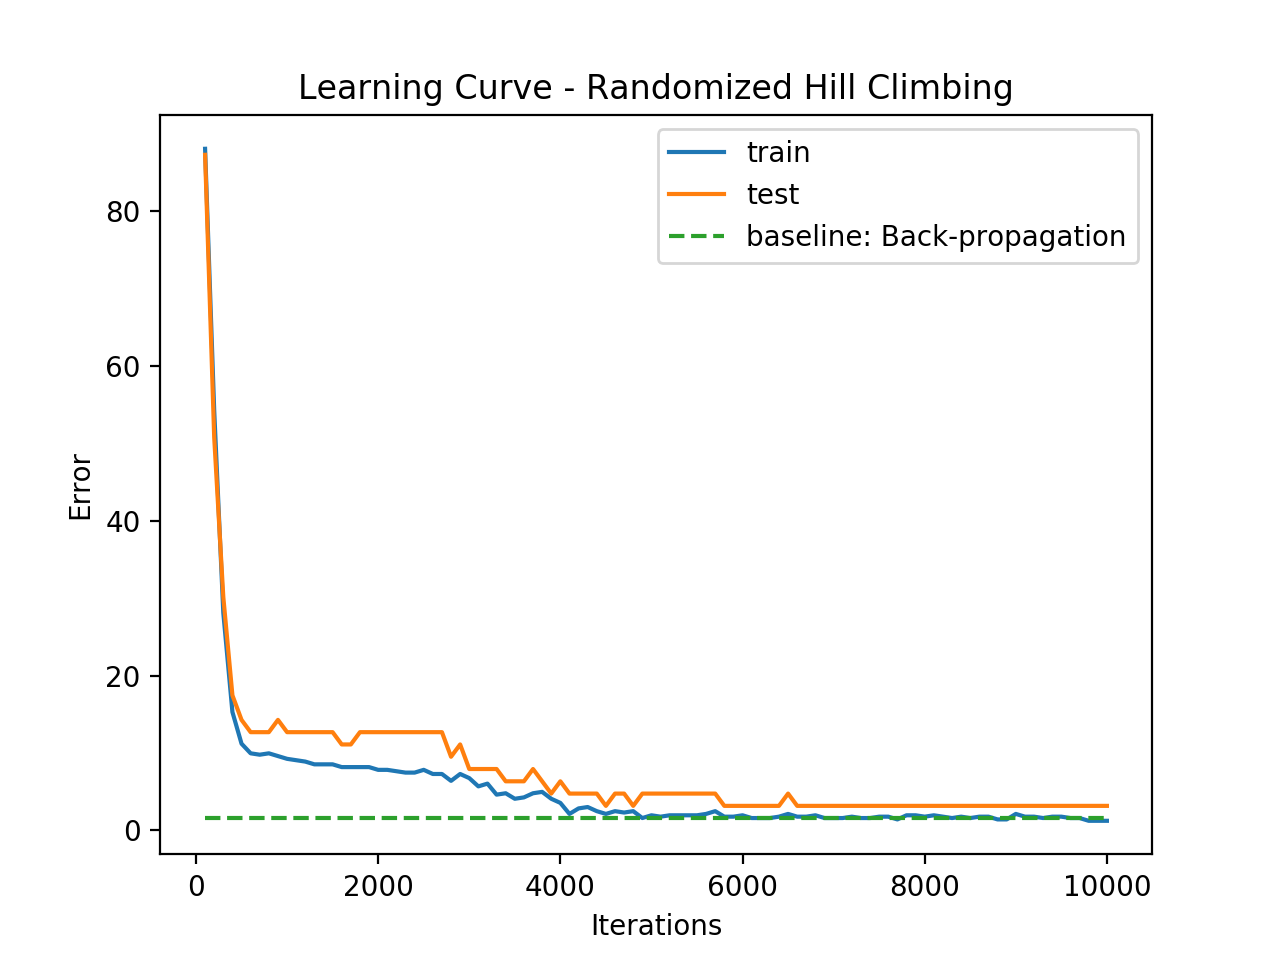 Learning Curve - Randomized Hill Climbing
train
test
baseline: Back-propagation
80
60
40
20
0
Error
0 2000 4000 6000 8000 10000
Iterations